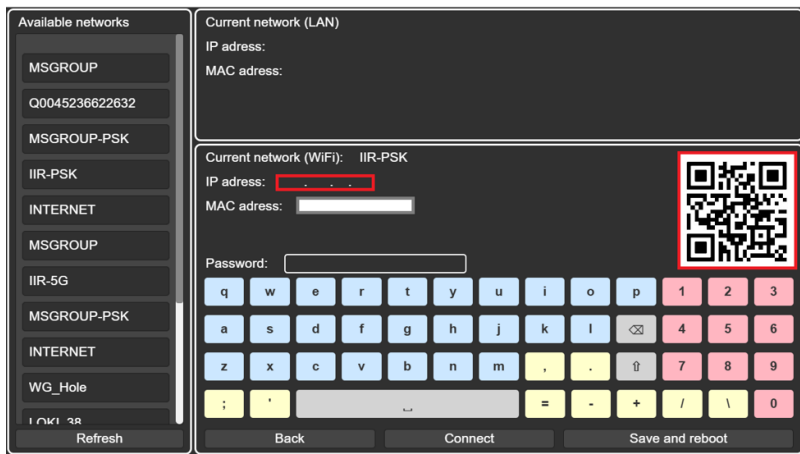 Available networks
MSGROUP
Q0045236622632
MSGROUP-PSK
IIR-PSK
INTERNET
MSGROUP
IIR-5G
MSGROUP-PSK
INTERNET
WG_Hole
LOKI_38
Refresh
Current network (LAN)
IP adress:
MAC adress:
Current network (WiFi): IIR-PSK
IP adress: . . .
MAC adress:
Password:
q w e r t y u i o p 1 2 3
a s d f g h j k l ⌫ 4 5 6
z x c v b n m , . ⇧ 7 8 9
; ' ⎵ = - + / \ 0
Back Connect Save and reboot